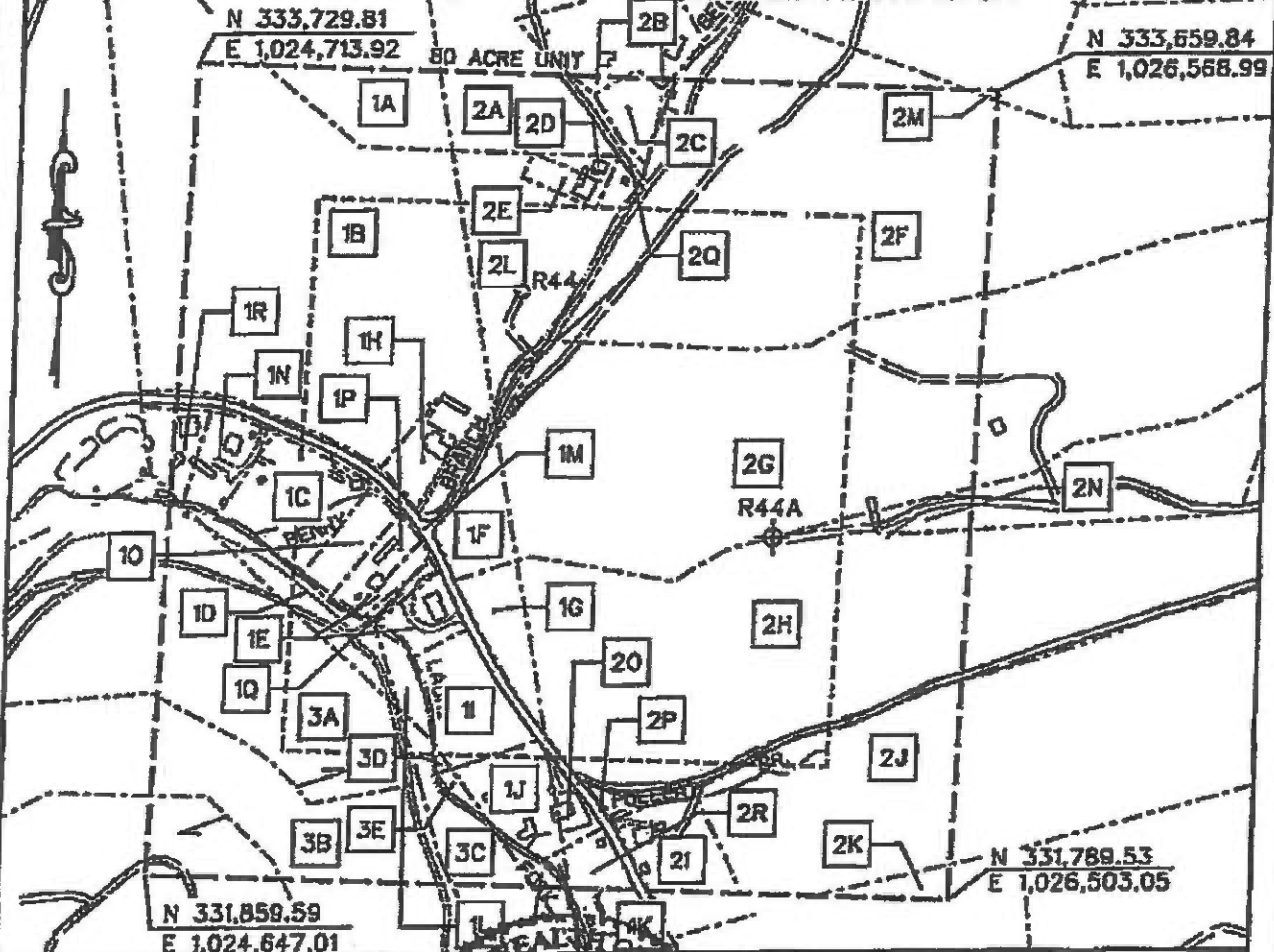 N 333,729.81
E 1,024,713.92
80 ACRE UNIT
2B
N 333,659.84
E 1,026,568.99
1A
2A
2D
2C
2M
2E
1B
2L
2Q
2F
R44
1R
1H
1N
1P
BRANCH
1M
2G
1C
R44A
2N
BERRY
1F
1O
1D
1E
1G
2H
1Q
2O
3A
1I
2P
3D
2J
1J
2R
3B
3E
3C
2I
2K
N 331,789.53
E 1,026,503.05
N 331,859.59
E 1,024,647.01
1L
1K